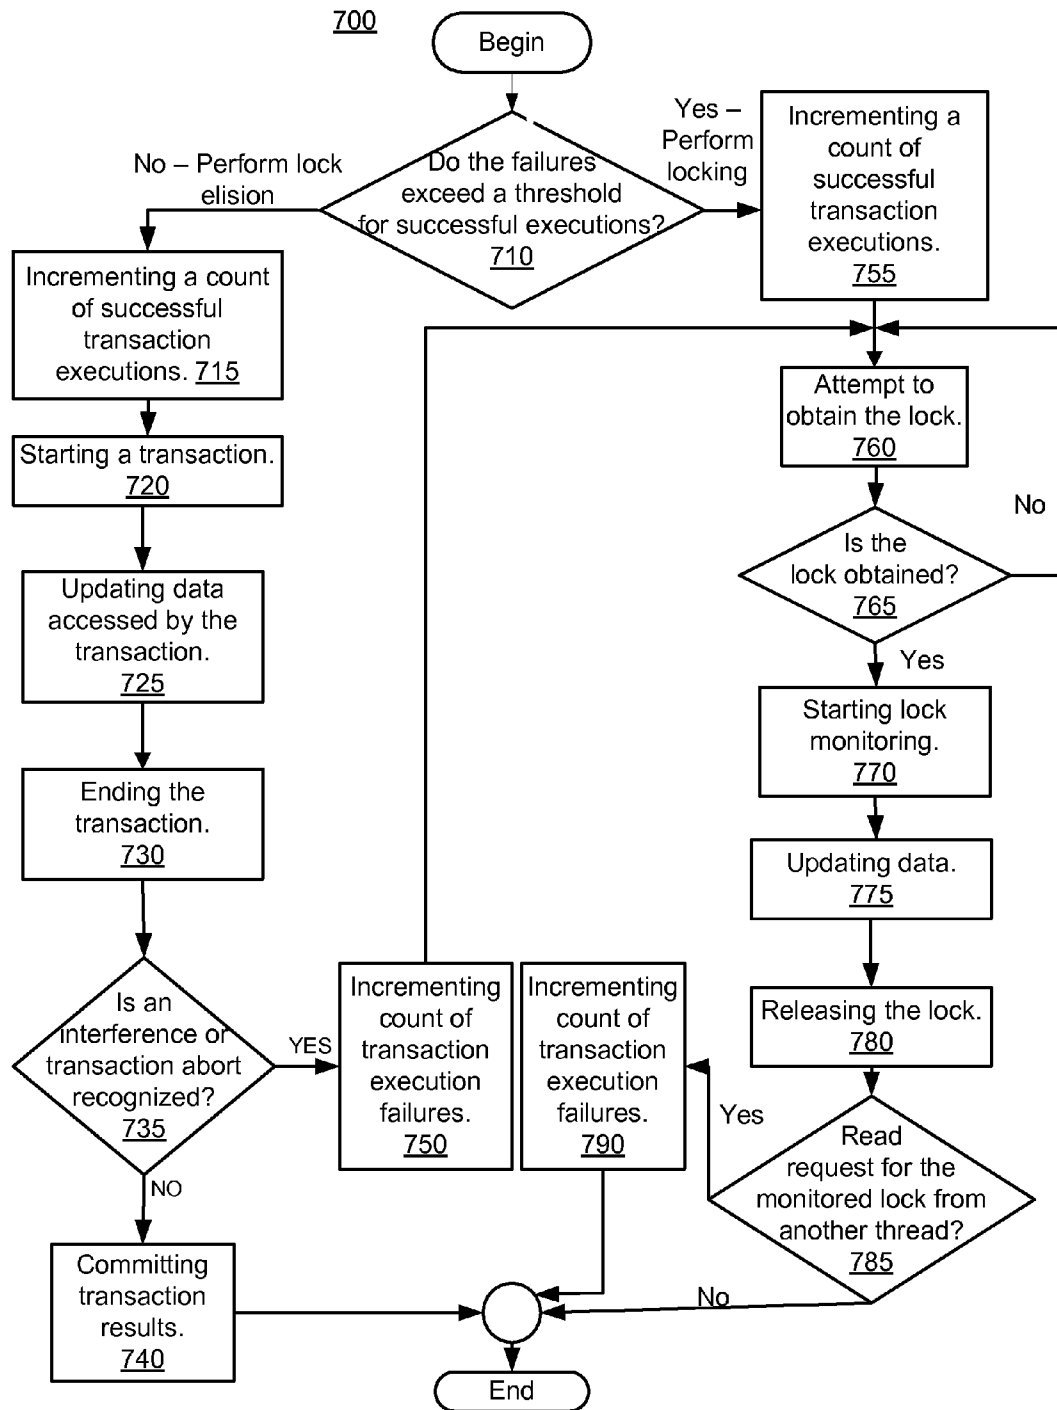 700
Begin
Do the failures
exceed a threshold
for successful executions?
710
No – Perform lock
elision
Yes –
Perform
locking
Incrementing a
count of
successful
transaction
executions.
755
Incrementing a count
of successful
transaction
executions. 715
Attempt to
obtain the lock.
760
Starting a transaction.
720
No
Is the
lock obtained?
765
Updating data
accessed by the
transaction.
725
Yes
Starting lock
monitoring.
770
Ending the
transaction.
730
Updating data.
775
Is an
interference or
transaction abort
recognized?
735
YES
Incrementing
count of
transaction
execution
failures.
750
Incrementing
count of
transaction
execution
failures.
790
Releasing the lock.
780
Yes
Read
request for the
monitored lock from
another thread?
785
NO
Committing
transaction
results.
740
No
End